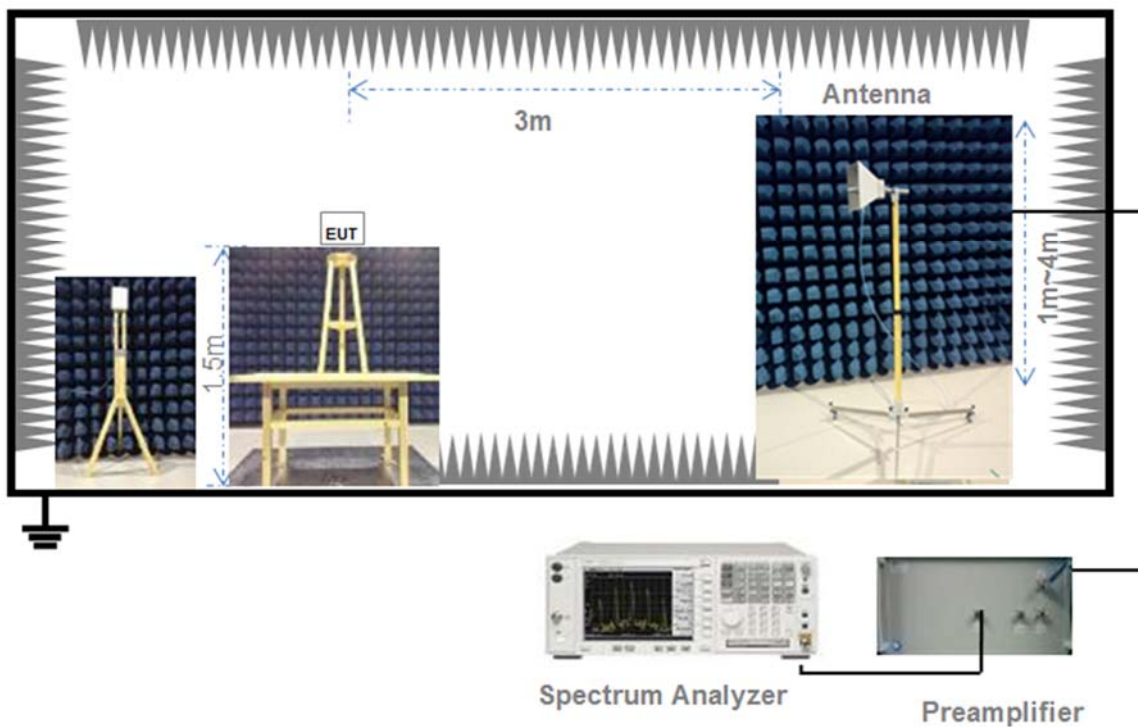 Antenna
3m
EUT
1.5m
1m~4m
Spectrum Analyzer
Preamplifier